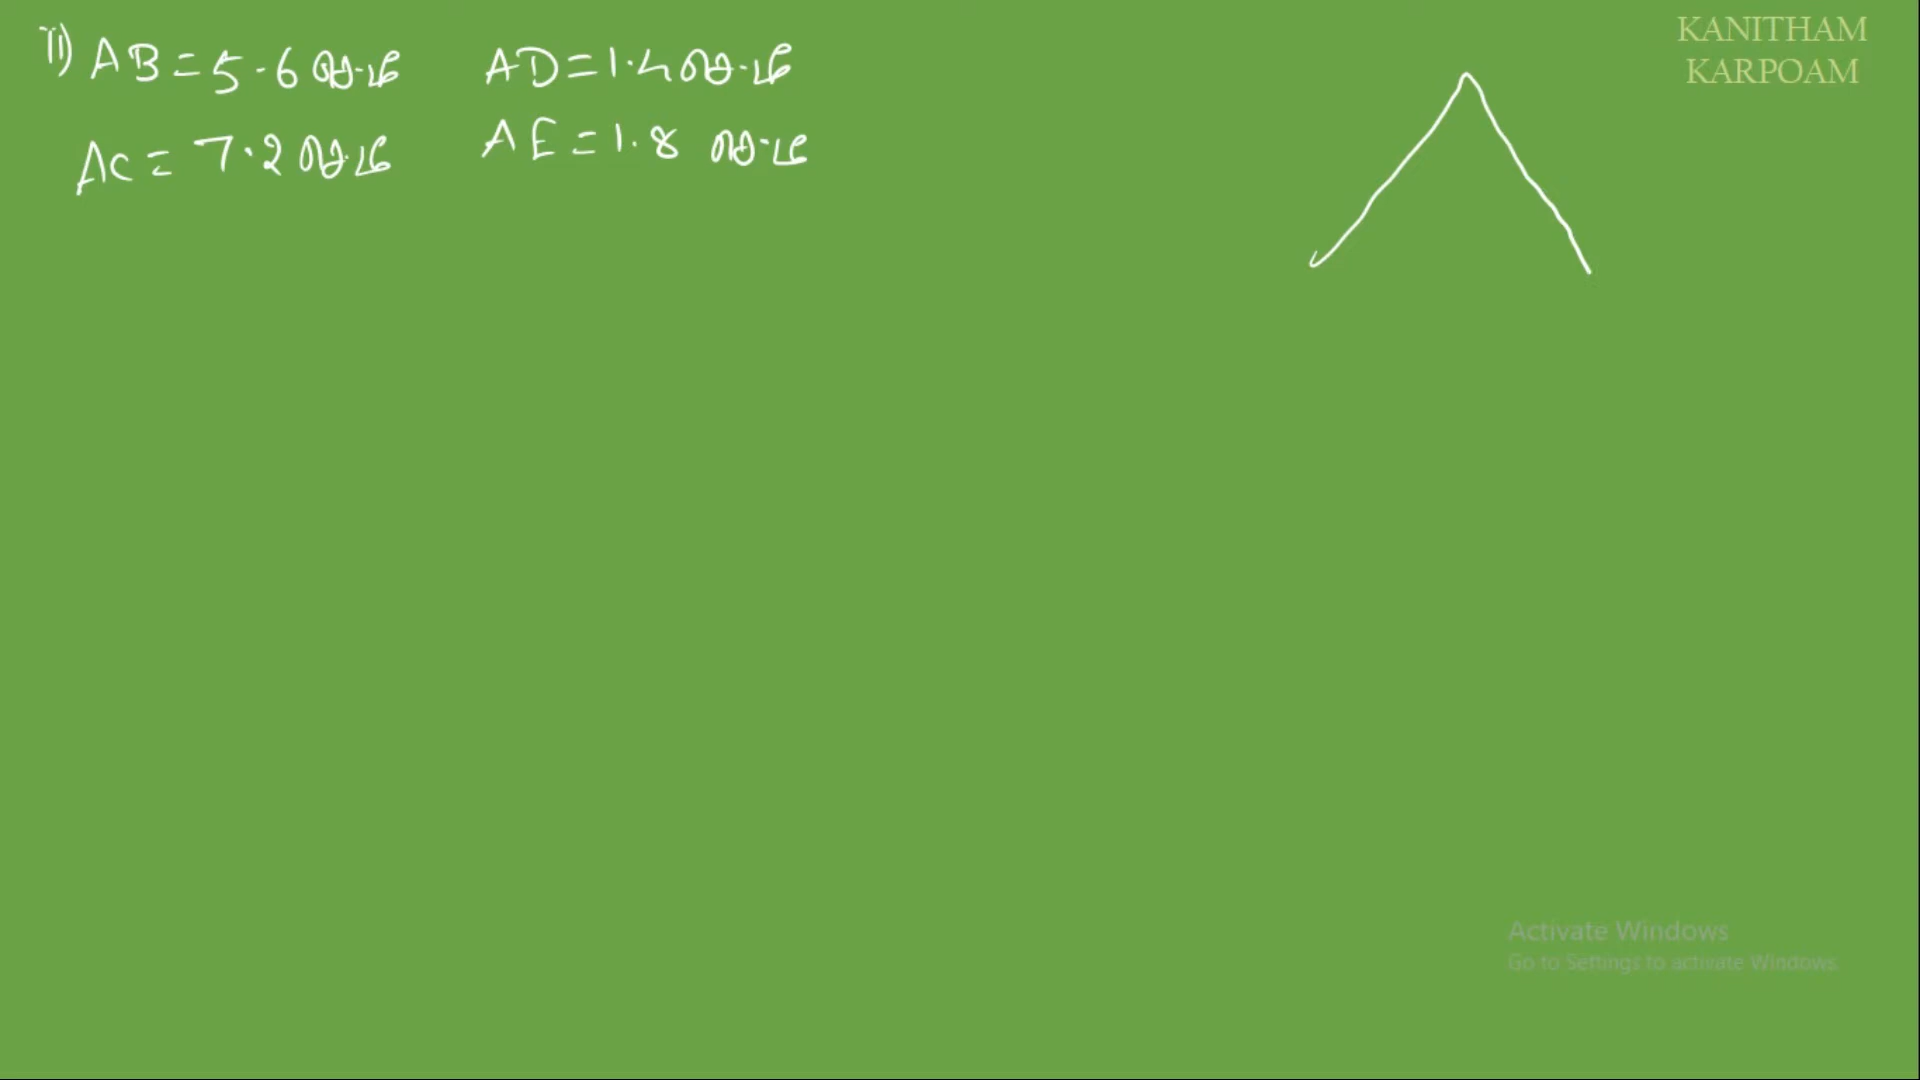 ii) AB = 5.6 செ.மீ AD = 1.4 செ.மீ
AC = 7.2 செ.மீ AE = 1.8 செ.மீ
KANITHAM
KARPOAM
Activate Windows
Go to Settings to activate Windows.